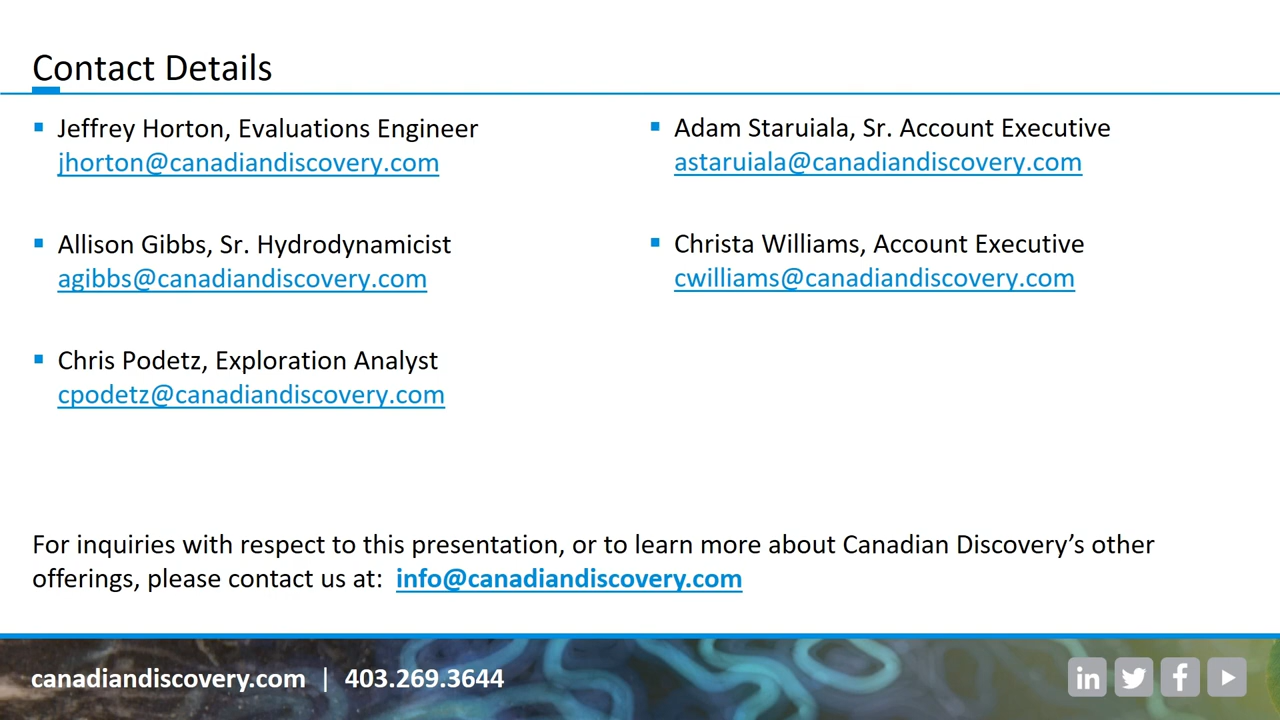 Contact Details
▪ Jeffrey Horton, Evaluations Engineer
jhorton@canadiandiscovery.com
▪ Allison Gibbs, Sr. Hydrodynamicist
agibbs@canadiandiscovery.com
▪ Chris Podetz, Exploration Analyst
cpodetz@canadiandiscovery.com
▪ Adam Staruiala, Sr. Account Executive
astaruiala@canadiandiscovery.com
▪ Christa Williams, Account Executive
cwilliams@canadiandiscovery.com
For inquiries with respect to this presentation, or to learn more about Canadian Discovery’s other
offerings, please contact us at: info@canadiandiscovery.com
canadiandiscovery.com | 403.269.3644